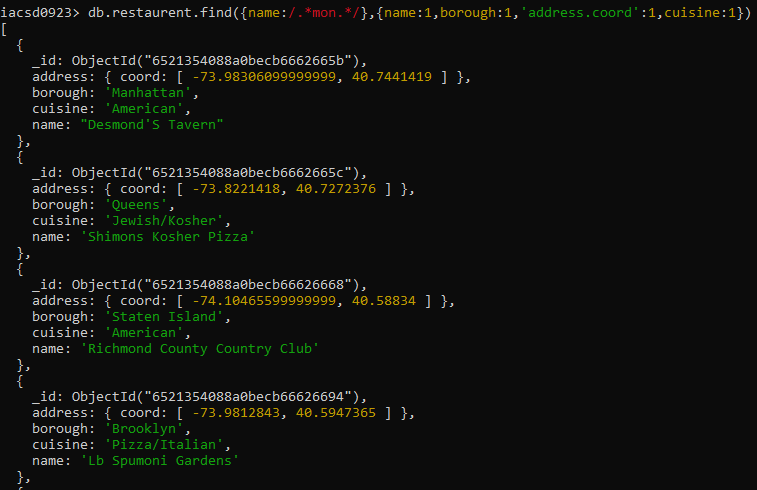 iacsd0923> db.restaurent.find({name:/.*mon.*/},{name:1,borough:1,'address.coord':1,cuisine:1})
[
  {
    _id: ObjectId("6521354088a0becb6662665b"),
    address: { coord: [ -73.98306099999999, 40.7441419 ] },
    borough: 'Manhattan',
    cuisine: 'American',
    name: "Desmond'S Tavern"
  },
  {
    _id: ObjectId("6521354088a0becb6662665c"),
    address: { coord: [ -73.8221418, 40.7272376 ] },
    borough: 'Queens',
    cuisine: 'Jewish/Kosher',
    name: 'Shimons Kosher Pizza'
  },
  {
    _id: ObjectId("6521354088a0becb66626668"),
    address: { coord: [ -74.10465599999999, 40.58834 ] },
    borough: 'Staten Island',
    cuisine: 'American',
    name: 'Richmond County Country Club'
  },
  {
    _id: ObjectId("6521354088a0becb66626694"),
    address: { coord: [ -73.9812843, 40.5947365 ] },
    borough: 'Brooklyn',
    cuisine: 'Pizza/Italian',
    name: 'Lb Spumoni Gardens'
  },
  {